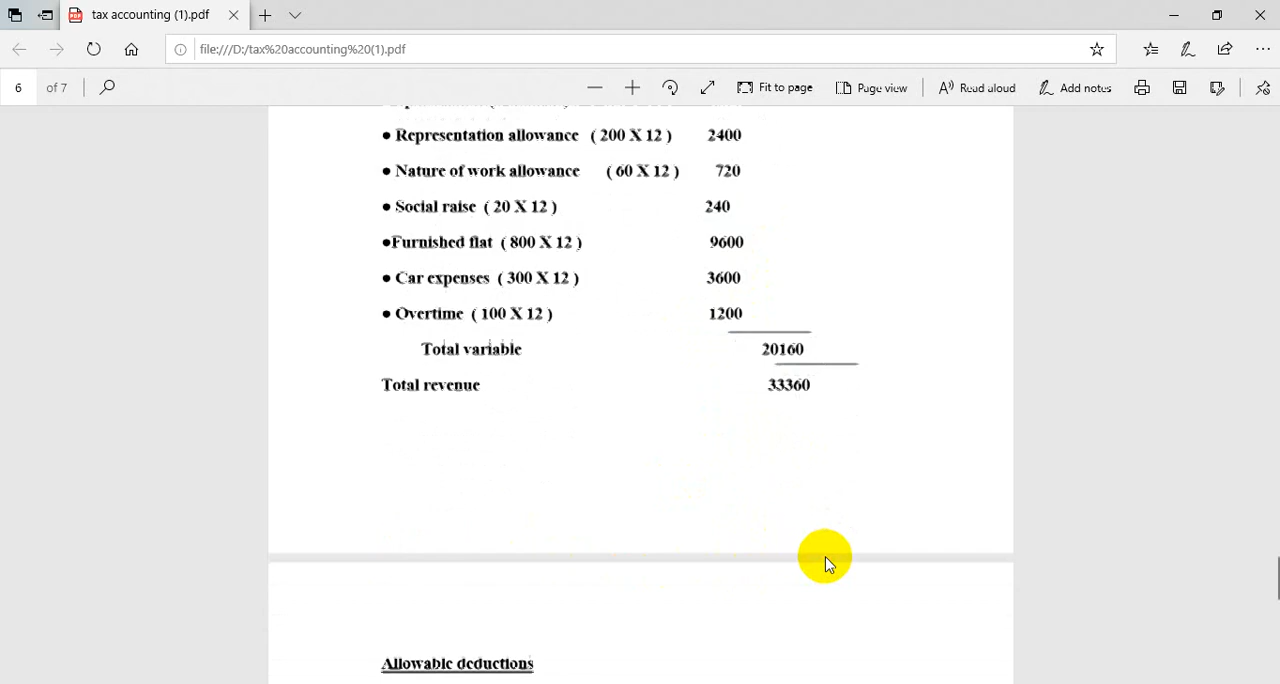 tax accounting (1).pdf
file:///D:/tax%20accounting%20(1).pdf
6 of 7 Fit to page Page view Read aloud Add notes
● Representation allowance ( 200 X 12 ) 2400
● Nature of work allowance ( 60 X 12 ) 720
● Social raise ( 20 X 12 ) 240
●Furnished flat ( 800 X 12 ) 9600
● Car expenses ( 300 X 12 ) 3600
● Overtime ( 100 X 12 ) 1200
Total variable 20160
Total revenue 33360
Allowable deductions